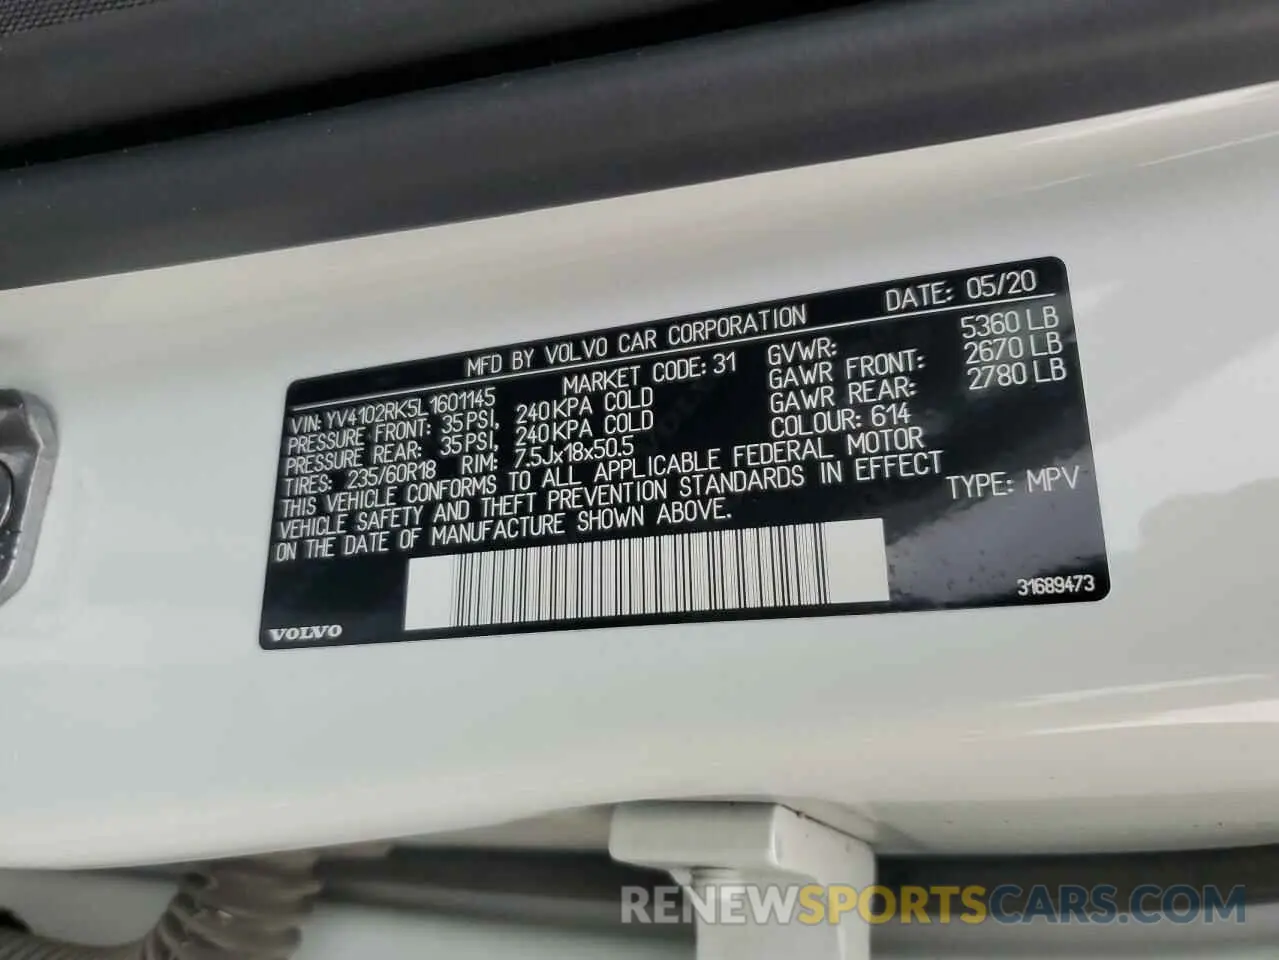 MFD BY VOLVO CAR CORPORATION DATE: 05/20
VIN: YV4102RK5L1601145 MARKET CODE: 31 GVWR: 5360 LB
PRESSURE FRONT: 35PSI, 240KPA COLD GAWR FRONT: 2670 LB
PRESSURE REAR: 35PSI, 240KPA COLD GAWR REAR: 2780 LB
TIRES: 235/60R18 RIM: 7.5Jx18x50.5 COLOUR: 614
THIS VEHICLE CONFORMS TO ALL APPLICABLE FEDERAL MOTOR
VEHICLE SAFETY AND THEFT PREVENTION STANDARDS IN EFFECT
ON THE DATE OF MANUFACTURE SHOWN ABOVE. TYPE: MPV
VOLVO 31689473
RENEWSPORTSCARS.COM